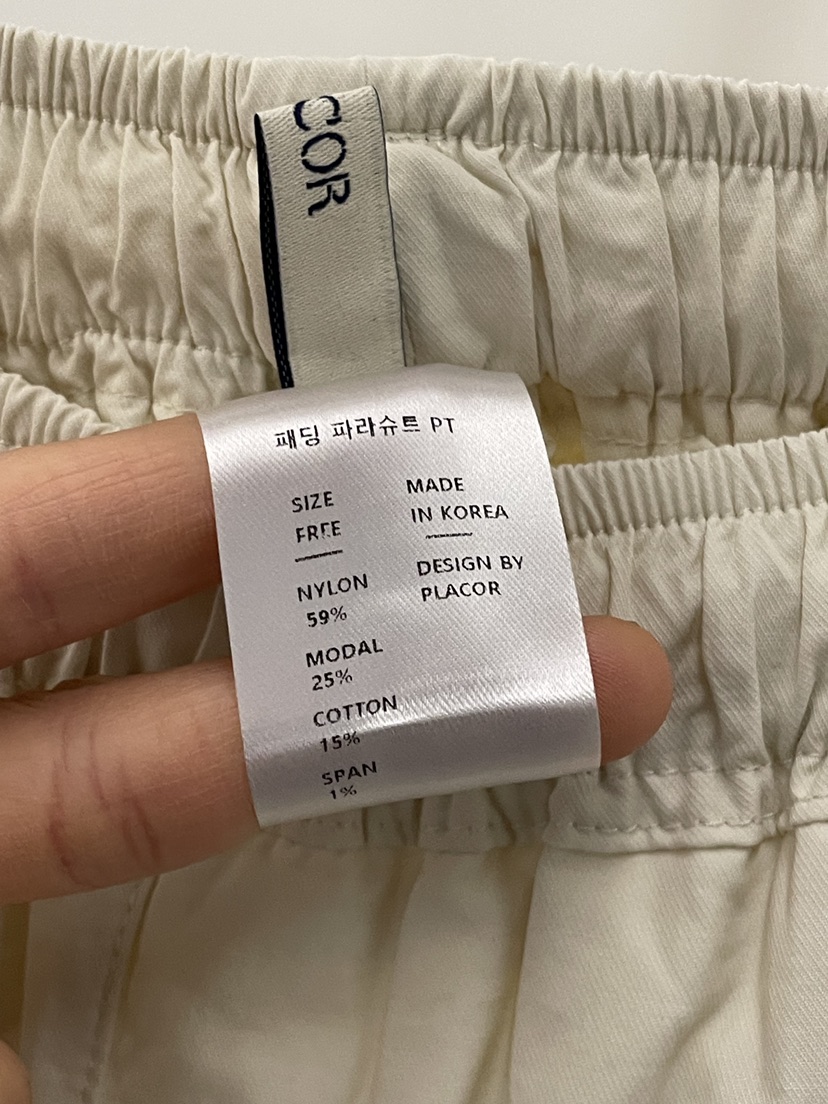 COR
패딩 파라슈트 PT
SIZE
FREE
NYLON
59%
MODAL
25%
COTTON
15%
SPAN
1%
MADE
IN KOREA
DESIGN BY
PLACOR